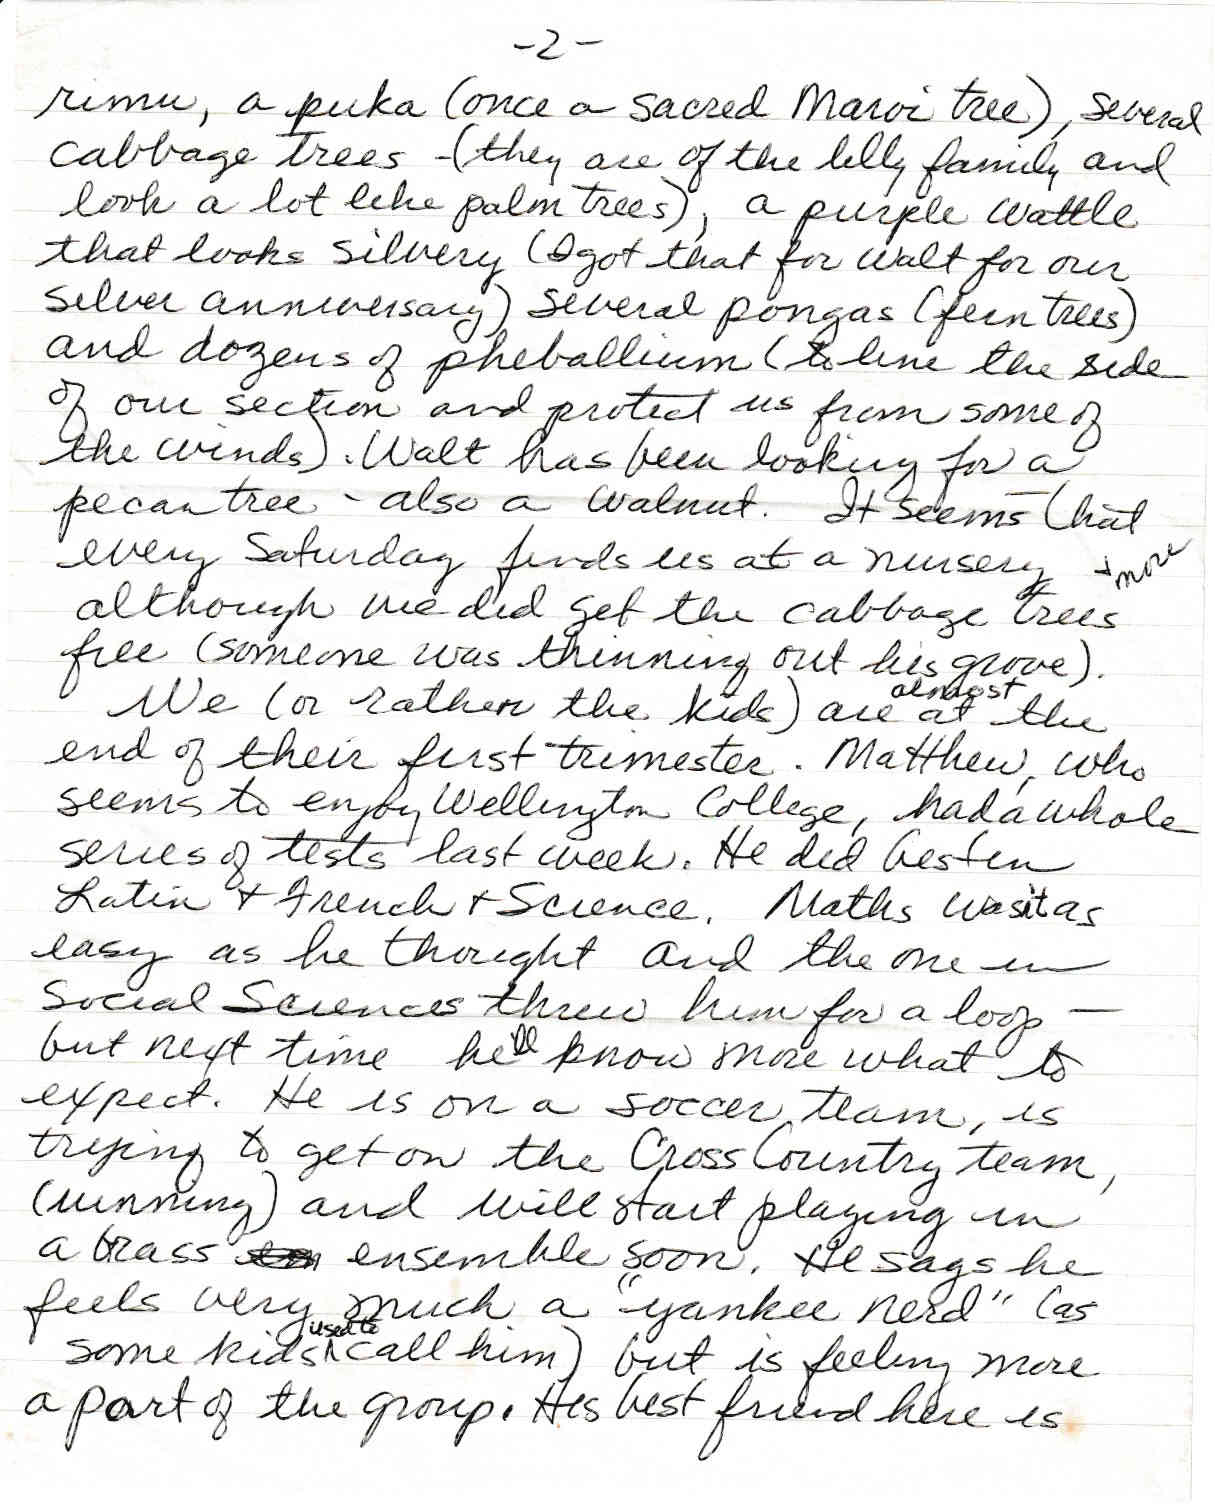 -2-
rimu, a puka (once a sacred Maroi tree), several
cabbage trees - (they are of the lilly family and
look a lot like palm trees), a purple wattle
that looks silvery (I got that for Walt for our
silver anniversary) several pongas (fern trees)
and dozens of pheballium (to line the side
of our section and protect us from some of
the winds). Walt has been looking for a
pecan tree - also a walnut. It seems that
every Saturday finds us at a nursery + more
although we did get the cabbage trees
free (someone was thinning out his grove).
We (or rather the kids) are almost at the
end of their first trimester. Matthew, who
seems to enjoy Wellington College, had a whole
series of tests last week. He did best in
Latin + French + Science. Maths wasn't as
easy as he thought and the one in
Social Sciences threw him for a loop -
but next time he'll know more what to
expect. He is on a soccer team, is
trying to get on the Cross Country team,
(running) and will start playing in
a brass ensemble soon. He says he
feels very much a "yankee nerd" (as
some kids used to call him) but is feeling more
a part of the group. His best friend here is